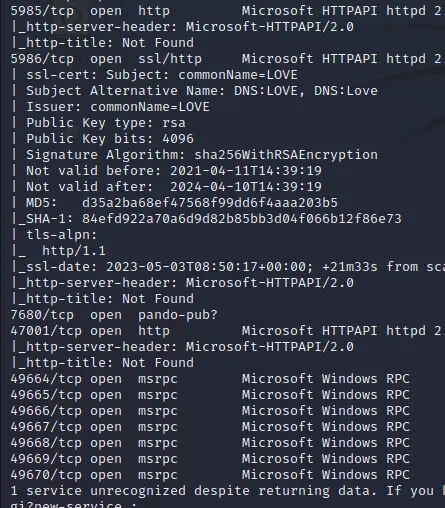 5985/tcp open http Microsoft HTTPAPI httpd 2
|_http-server-header: Microsoft-HTTPAPI/2.0
|_http-title: Not Found
5986/tcp open ssl/http Microsoft HTTPAPI httpd 2.
| ssl-cert: Subject: commonName=LOVE
| Subject Alternative Name: DNS:LOVE, DNS:Love
| Issuer: commonName=LOVE
| Public Key type: rsa
| Public Key bits: 4096
| Signature Algorithm: sha256WithRSAEncryption
| Not valid before: 2021-04-11T14:39:19
| Not valid after: 2024-04-10T14:39:19
| MD5: d35a2ba68ef47568f99dd6f4aaa203b5
|_SHA-1: 84efd922a70a6d9d82b85bb3d04f066b12f86e73
| tls-alpn:
|_ http/1.1
|_ssl-date: 2023-05-03T08:50:17+00:00; +21m33s from sca
|_http-server-header: Microsoft-HTTPAPI/2.0
|_http-title: Not Found
7680/tcp open pando-pub?
47001/tcp open http Microsoft HTTPAPI httpd 2
|_http-server-header: Microsoft-HTTPAPI/2.0
|_http-title: Not Found
49664/tcp open msrpc Microsoft Windows RPC
49665/tcp open msrpc Microsoft Windows RPC
49666/tcp open msrpc Microsoft Windows RPC
49667/tcp open msrpc Microsoft Windows RPC
49668/tcp open msrpc Microsoft Windows RPC
49669/tcp open msrpc Microsoft Windows RPC
49670/tcp open msrpc Microsoft Windows RPC
1 service unrecognized despite returning data. If you
gi?new-service :